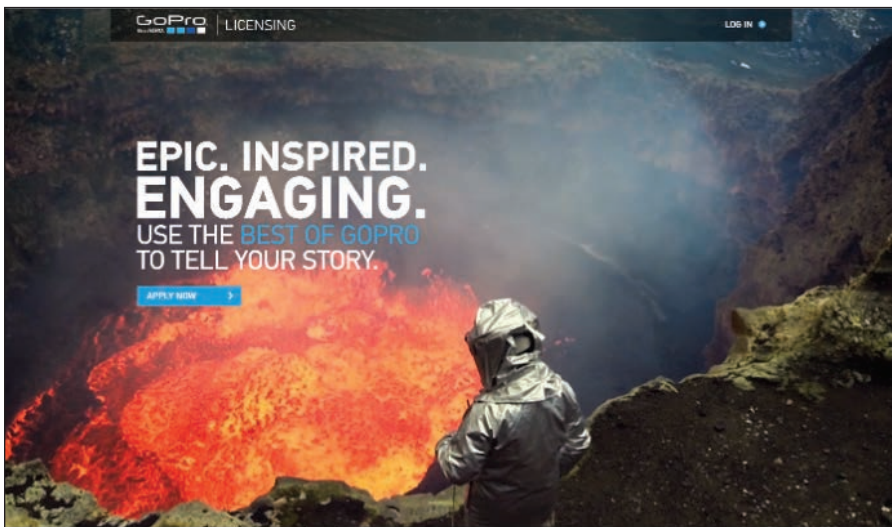 GoPro
LICENSING
LOG IN
EPIC. INSPIRED.
ENGAGING.
USE THE BEST OF GOPRO
TO TELL YOUR STORY.
APPLY NOW